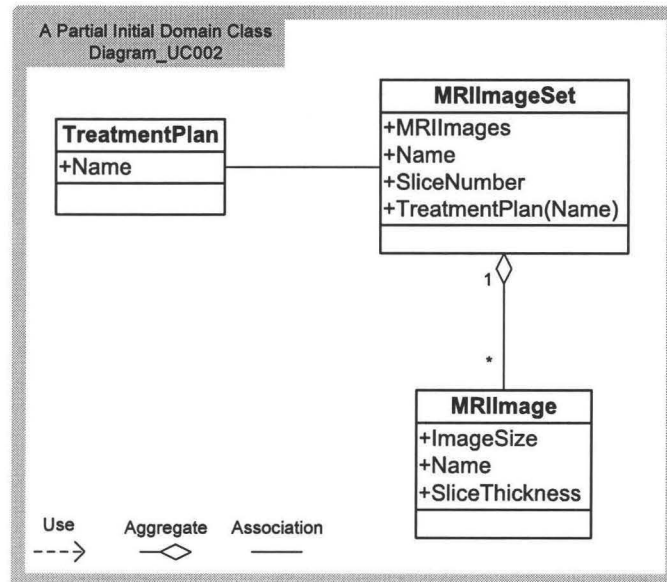 A Partial Initial Domain Class
Diagram_UC002
TreatmentPlan
+Name
MRIImageSet
+MRIImages
+Name
+SliceNumber
+TreatmentPlan(Name)
1
*
MRIImage
+ImageSize
+Name
+SliceThickness
Use
Aggregate
Association